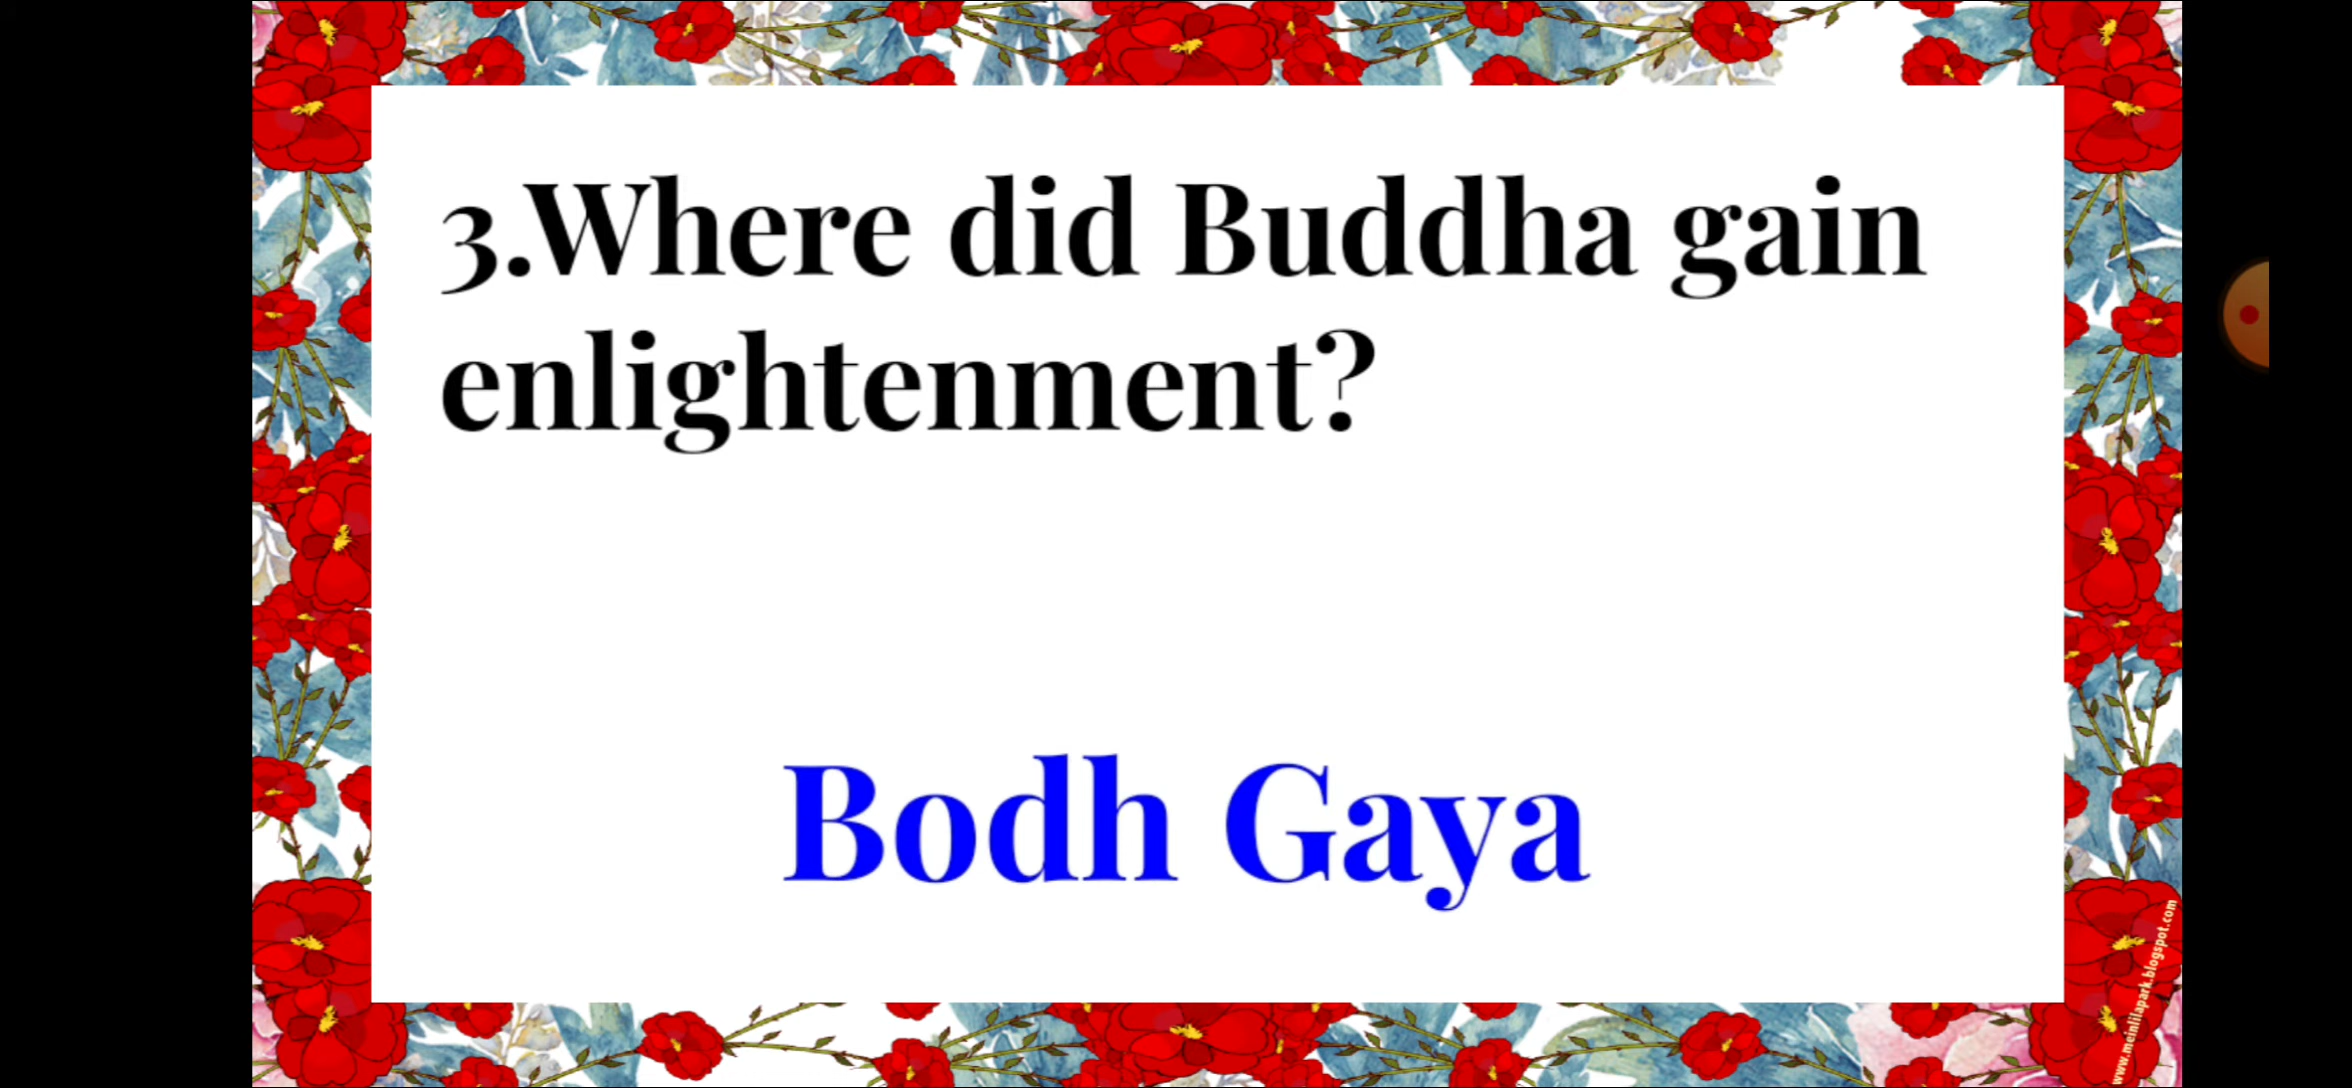 3.Where did Buddha gain
enlightenment?
Bodh Gaya
www.meinlilapark.blogspot.com